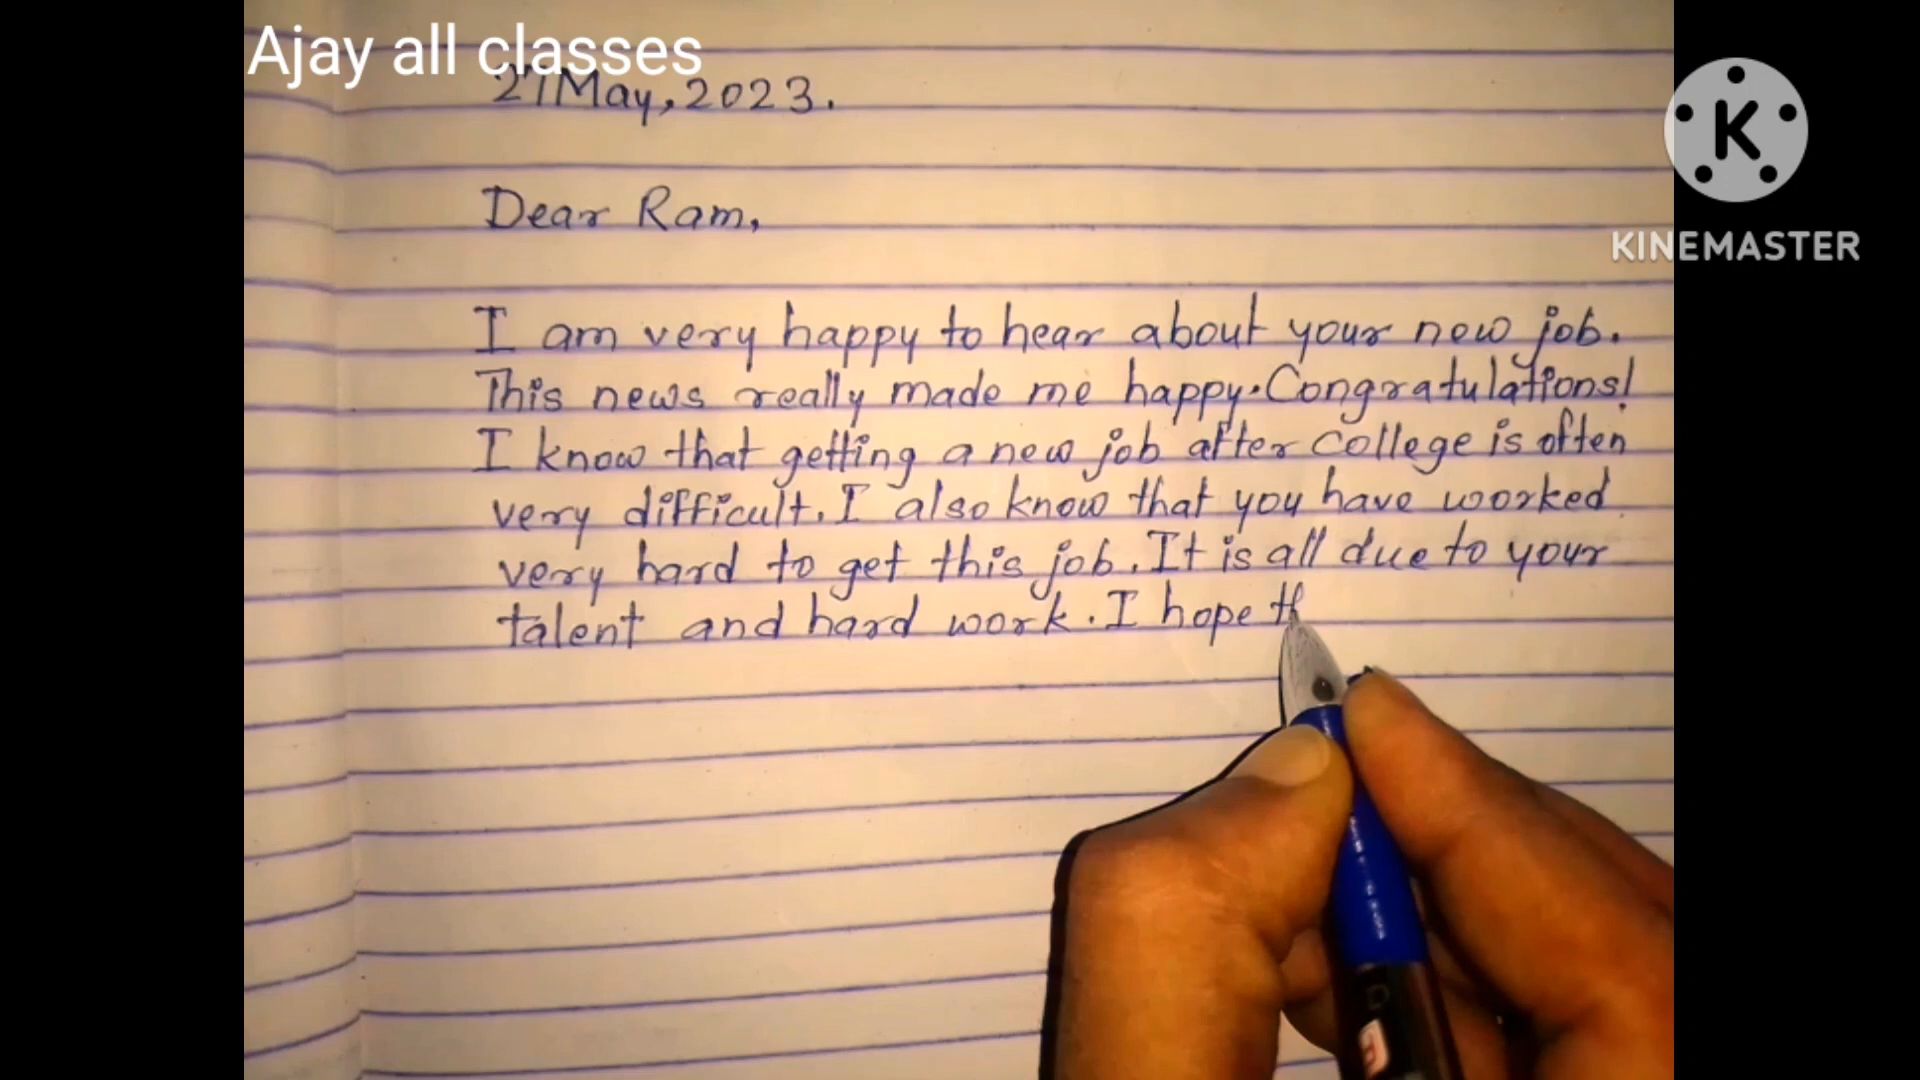 Ajay all classes
27 May, 2023.
K
KINEMASTER
Dear Ram,
I am very happy to hear about your new job.
This news really made me happy. Congratulations!
I know that getting a new job after college is often
very difficult. I also know that you have worked
very hard to get this job. It is all due to your
talent and hard work. I hope th